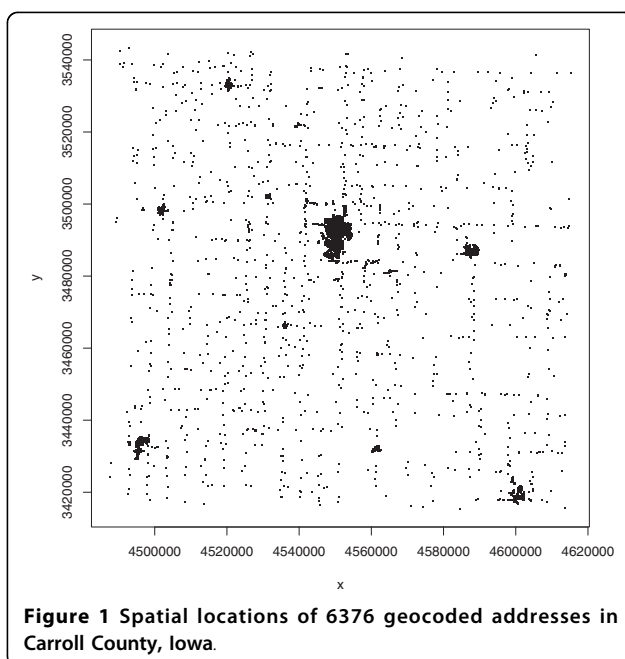 3540000
3520000
3500000
y
3480000
3460000
3440000
3420000
4500000 4520000 4540000 4560000 4580000 4600000 4620000
x
Figure 1 Spatial locations of 6376 geocoded addresses in
Carroll County, Iowa.